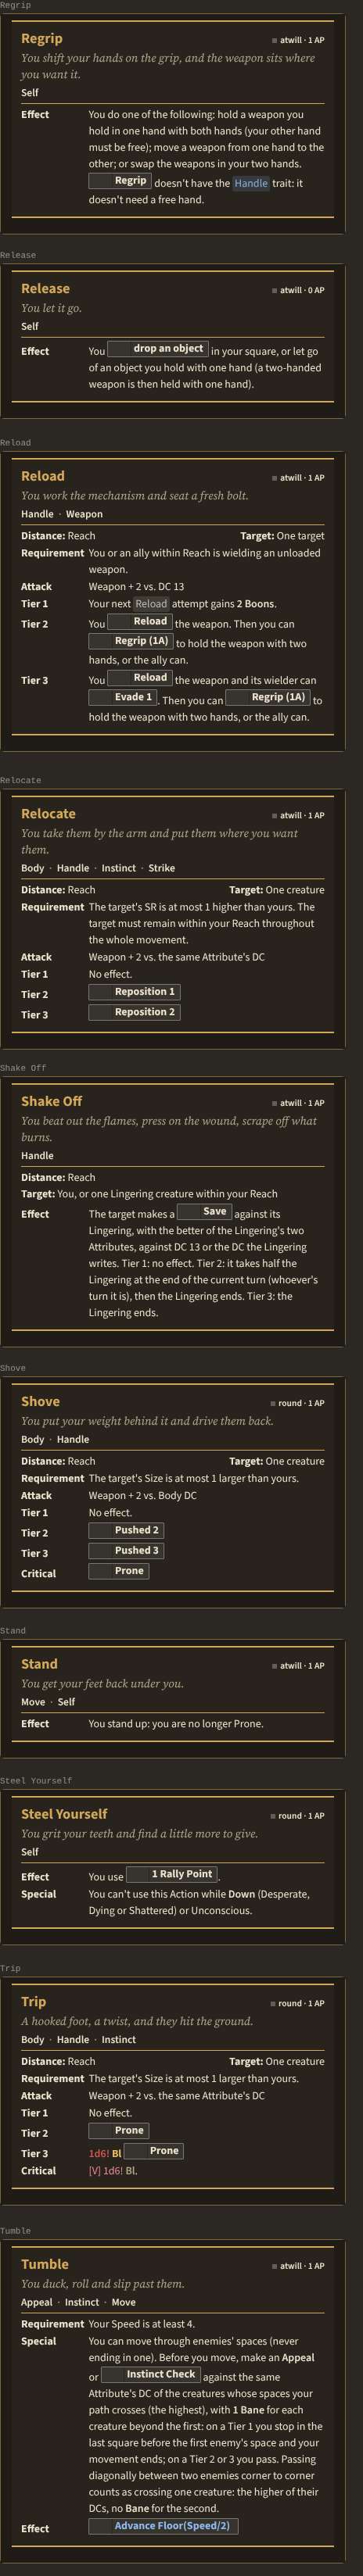 Regrip
Regrip
atwill · 1 AP
You shift your hands on the grip, and the weapon sits where
you want it.
Self
Effect You do one of the following: hold a weapon you
hold in one hand with both hands (your other hand
must be free); move a weapon from one hand to the
other; or swap the weapons in your two hands.
Regrip doesn't have the Handle trait: it
doesn't need a free hand.
Release
Release
atwill · 0 AP
You let it go.
Self
Effect You drop an object in your square, or let go
of an object you hold with one hand (a two-handed
weapon is then held with one hand).
Reload
Reload
atwill · 1 AP
You work the mechanism and seat a fresh bolt.
Handle · Weapon
Distance: Reach Target: One target
Requirement You or an ally within Reach is wielding an unloaded
weapon.
Attack Weapon + 2 vs. DC 13
Tier 1 Your next Reload attempt gains 2 Boons.
Tier 2 You Reload the weapon. Then you can
Regrip (1A) to hold the weapon with two
hands, or the ally can.
Tier 3 You Reload the weapon and its wielder can
Evade 1. Then you can Regrip (1A) to
hold the weapon with two hands, or the ally can.
Relocate
Relocate
atwill · 1 AP
You take them by the arm and put them where you want
them.
Body · Handle · Instinct · Strike
Distance: Reach Target: One creature
Requirement The target's SR is at most 1 higher than yours. The
target must remain within your Reach throughout
the whole movement.
Attack Weapon + 2 vs. the same Attribute's DC
Tier 1 No effect.
Tier 2 Reposition 1
Tier 3 Reposition 2
Shake Off
Shake Off
atwill · 1 AP
You beat out the flames, press on the wound, scrape off what
burns.
Handle
Distance: Reach
Target: You, or one Lingering creature within your Reach
Effect The target makes a Save against its
Lingering, with the better of the Lingering's two
Attributes, against DC 13 or the DC the Lingering
writes. Tier 1: no effect. Tier 2: it takes half the
Lingering at the end of the current turn (whoever's
turn it is), then the Lingering ends. Tier 3: the
Lingering ends.
Shove
Shove
round · 1 AP
You put your weight behind it and drive them back.
Body · Handle
Distance: Reach Target: One creature
Requirement The target's Size is at most 1 larger than yours.
Attack Weapon + 2 vs. Body DC
Tier 1 No effect.
Tier 2 Pushed 2
Tier 3 Pushed 3
Critical Prone
Stand
Stand
atwill · 1 AP
You get your feet back under you.
Move · Self
Effect You stand up: you are no longer Prone.
Steel Yourself
Steel Yourself
round · 1 AP
You grit your teeth and find a little more to give.
Self
Effect You use 1 Rally Point.
Special You can't use this Action while Down (Desperate,
Dying or Shattered) or Unconscious.
Trip
Trip
round · 1 AP
A hooked foot, a twist, and they hit the ground.
Body · Handle · Instinct
Distance: Reach Target: One creature
Requirement The target's Size is at most 1 larger than yours.
Attack Weapon + 2 vs. the same Attribute's DC
Tier 1 No effect.
Tier 2 Prone
Tier 3 1d6! Bl Prone
Critical [V] 1d6! Bl.
Tumble
Tumble
atwill · 1 AP
You duck, roll and slip past them.
Appeal · Instinct · Move
Requirement Your Speed is at least 4.
Special You can move through enemies' spaces (never
ending in one). Before you move, make an Appeal
or Instinct Check against the same
Attribute's DC of the creatures whose spaces your
path crosses (the highest), with 1 Bane for each
creature beyond the first: on a Tier 1 you stop in the
last square before the first enemy's space and your
movement ends; on a Tier 2 or 3 you pass. Passing
diagonally between two enemies corner to corner
counts as crossing one creature: the higher of their
DCs, no Bane for the second.
Effect Advance Floor(Speed/2)